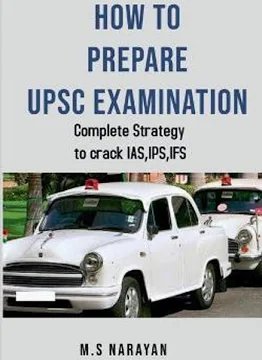 HOW TO
PREPARE
UPSC EXAMINATION
Complete Strategy
to crack IAS,IPS,IFS
M.S NARAYAN